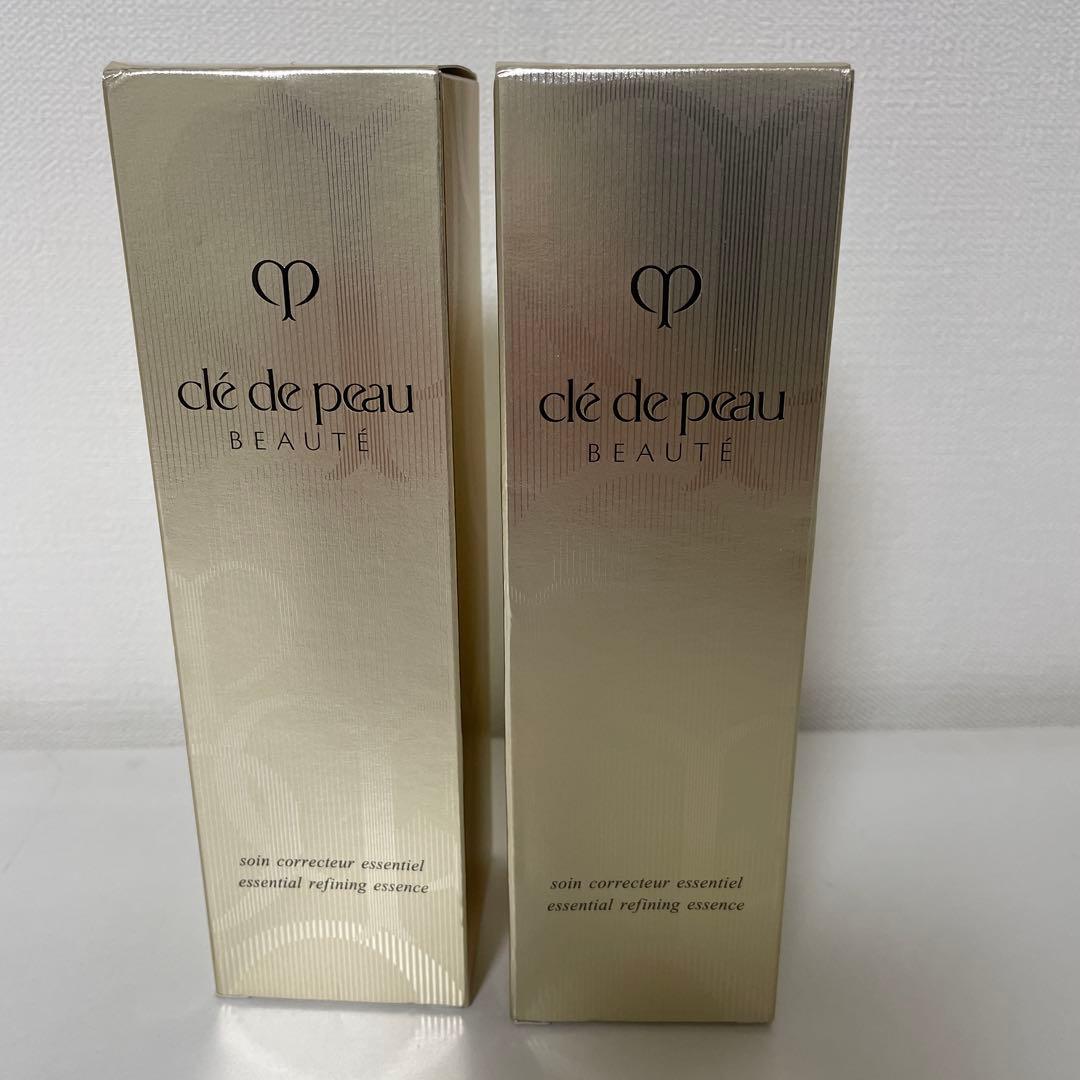 clé de peau
BEAUTÉ
soin correcteur essentiel
essential refining essence
clé de peau
BEAUTÉ
soin correcteur essentiel
essential refining essence